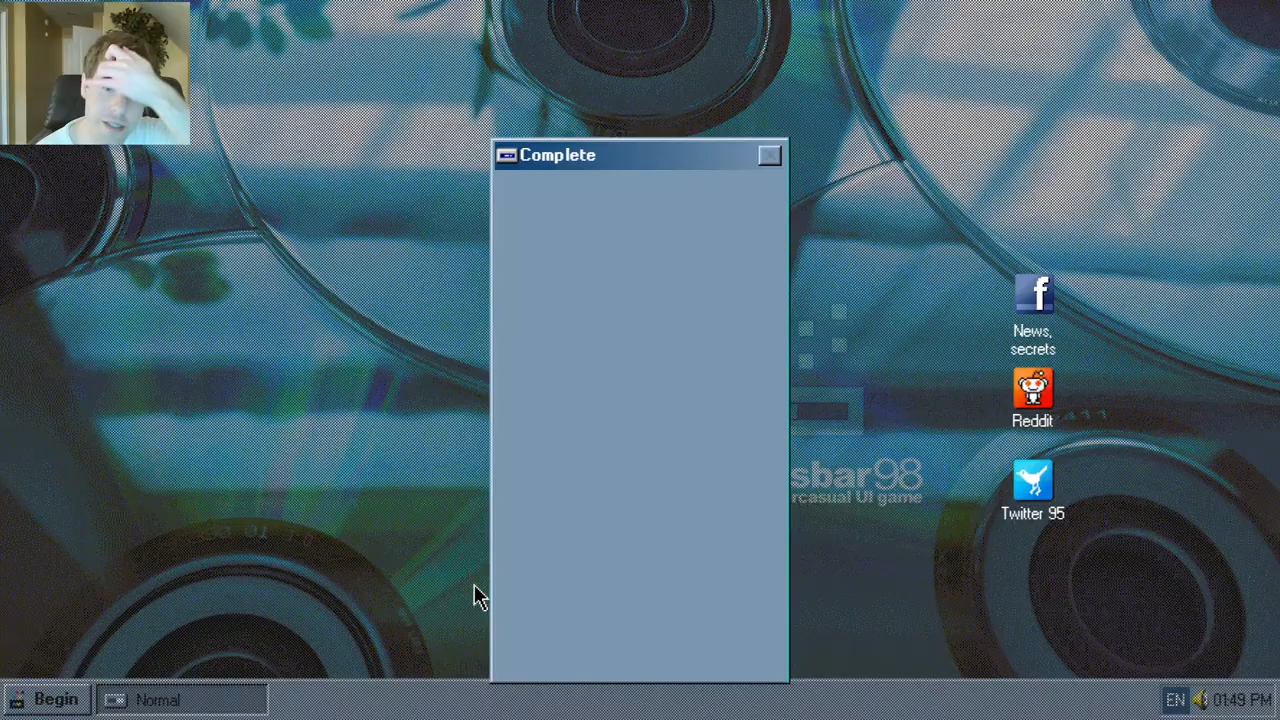 Complete
News,
secrets
Reddit
sbar98
rcasual UI game
Twitter 95
Begin
Normal
EN
01:49 PM